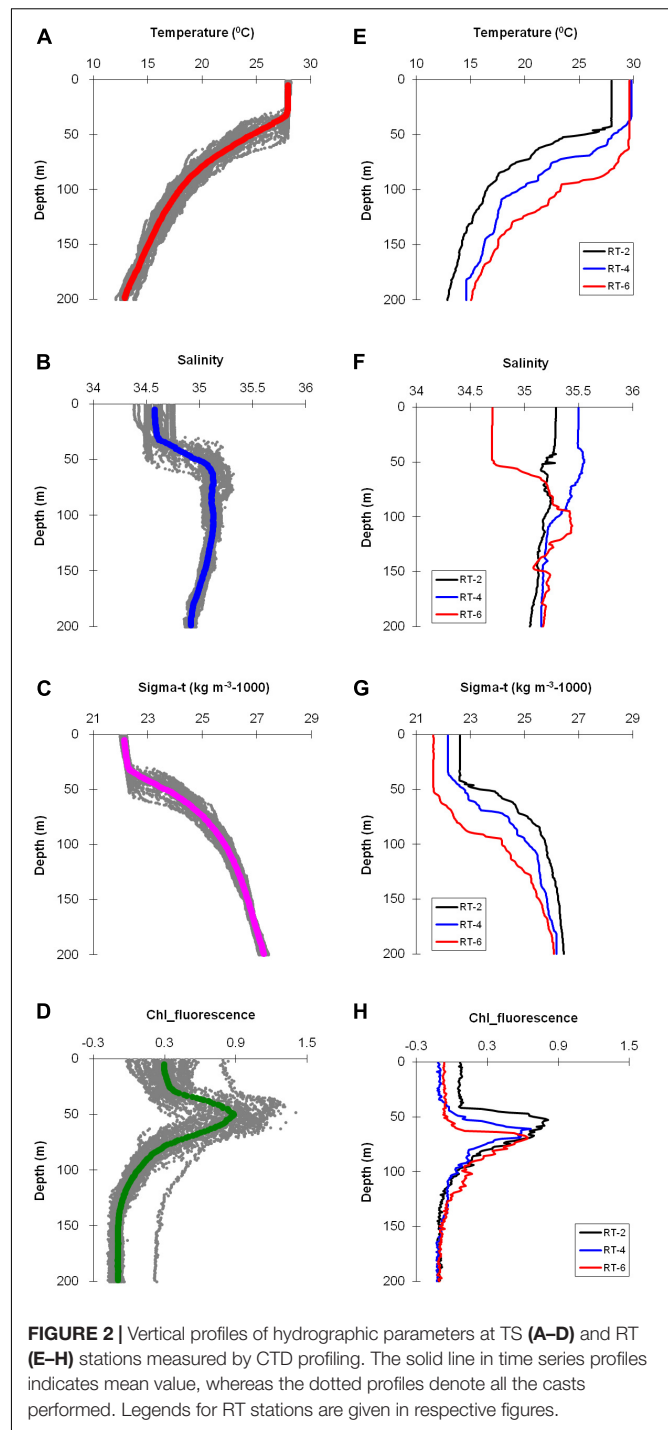 A
Temperature (⁰C)
10 15 20 25 30
0
50
100
150
200
Depth (m)
E
Temperature (⁰C)
10 15 20 25 30
0
50
100
150
200
Depth (m)
RT-2
RT-4
RT-6
B
Salinity
34 34.5 35 35.5 36
0
50
100
150
200
Depth (m)
F
Salinity
34 34.5 35 35.5 36
0
50
100
150
200
Depth (m)
RT-2
RT-4
RT-6
C
Sigma-t (kg m⁻³-1000)
21 23 25 27 29
0
50
100
150
200
Depth (m)
G
Sigma-t (kg m⁻³-1000)
21 23 25 27 29
0
50
100
150
200
Depth (m)
RT-2
RT-4
RT-6
D
Chl_fluorescence
-0.3 0.3 0.9 1.5
0
50
100
150
200
Depth (m)
H
Chl_fluorescence
-0.3 0.3 0.9 1.5
0
50
100
150
200
Depth (m)
RT-2
RT-4
RT-6
FIGURE 2 | Vertical profiles of hydrographic parameters at TS (A–D) and RT
(E–H) stations measured by CTD profiling. The solid line in time series profiles
indicates mean value, whereas the dotted profiles denote all the casts
performed. Legends for RT stations are given in respective figures.